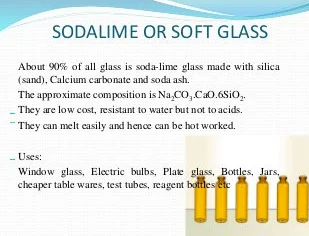 SODALIME OR SOFT GLASS
About 90% of all glass is soda-lime glass made with silica
(sand), Calcium carbonate and soda ash.
The approximate composition is Na₂CO₃.CaO.6SiO₂.
They are low cost, resistant to water but not to acids.
They can melt easily and hence can be hot worked.
Uses:
Window glass, Electric bulbs, Plate glass, Bottles, Jars,
cheaper table wares, test tubes, reagent bottles etc